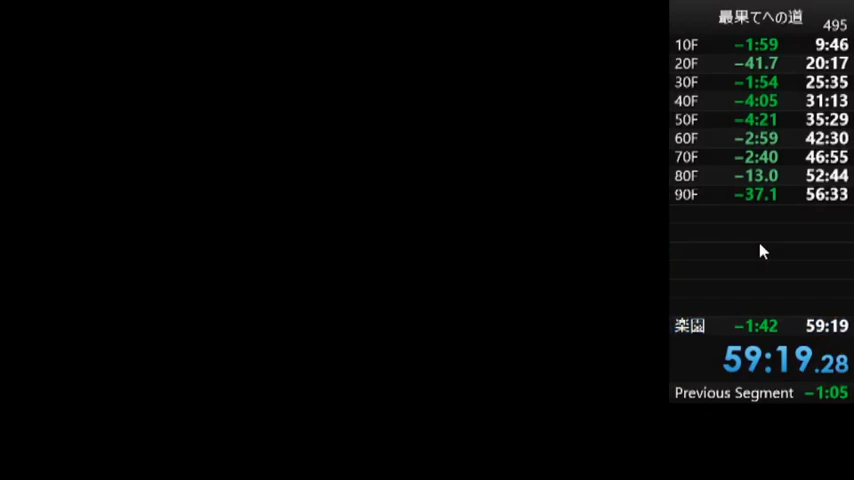 最果てへの道
495
10F -1:59 9:46
20F -41.7 20:17
30F -1:54 25:35
40F -4:05 31:13
50F -4:21 35:29
60F -2:59 42:30
70F -2:40 46:55
80F -13.0 52:44
90F -37.1 56:33
楽園 -1:42 59:19
59:19.28
Previous Segment -1:05